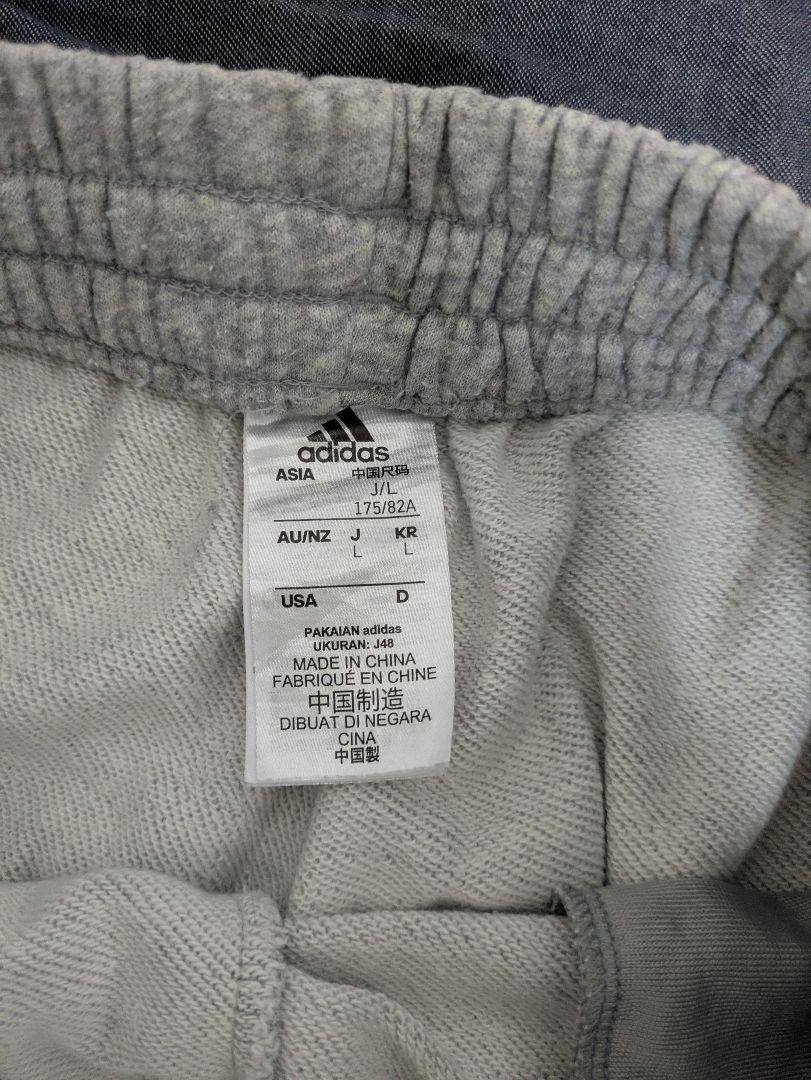 adidas
ASIA 中国尺码
J/L
175/82A
AU/NZ J KR
L L
USA D
PAKAIAN adidas
UKURAN: J48
MADE IN CHINA
FABRIQUÉ EN CHINE
中国制造
DIBUAT DI NEGARA
CINA
中国製